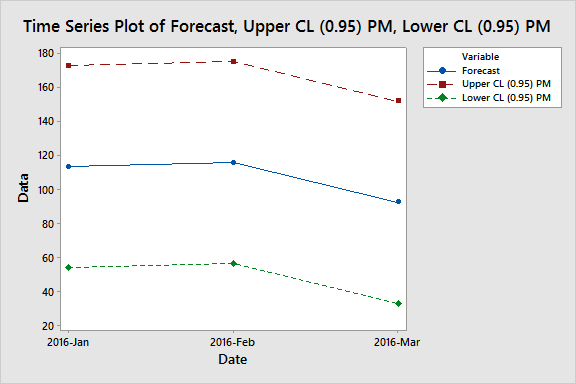 Time Series Plot of Forecast, Upper CL (0.95) PM, Lower CL (0.95) PM
180
160
140
120
100
80
60
40
20
Data
2016-Jan 2016-Feb 2016-Mar
Date
Variable
Forecast
Upper CL (0.95) PM
Lower CL (0.95) PM